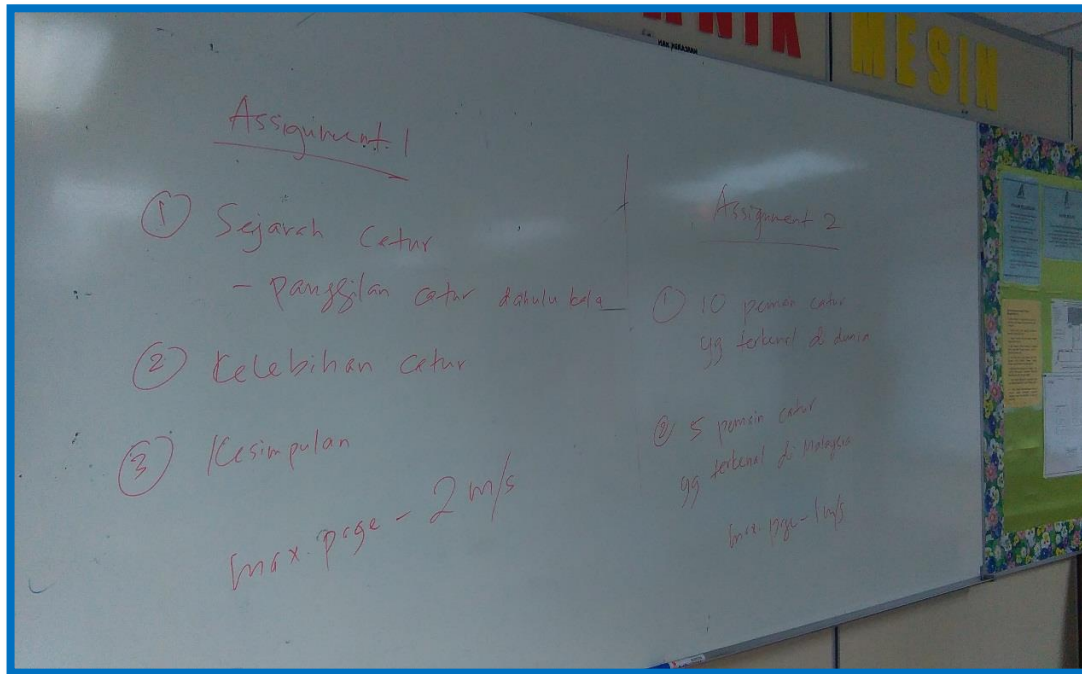 MESIN
Assignment 1
① Sejarah Catur
- panggilan catur dahulu kala
② Kelebihan catur
③ Kesimpulan
max. page - 2 m/s
Assignment 2
① 10 pemain catur
yg terkenal di dunia
② 5 pemain catur
yg terkenal di Malaysia
max. page - 1 m/s